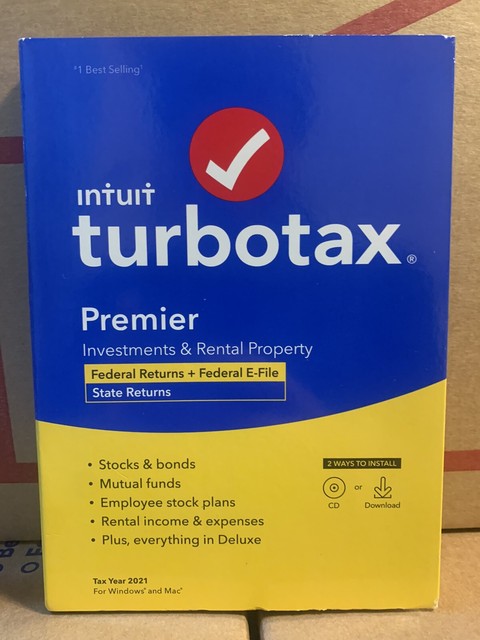 #1 Best Selling¹
intuit
turbotax®
Premier
Investments & Rental Property
Federal Returns + Federal E-File
State Returns
• Stocks & bonds
• Mutual funds
• Employee stock plans
• Rental income & expenses
• Plus, everything in Deluxe
2 WAYS TO INSTALL
or
CD
Download
Tax Year 2021
For Windows® and Mac®